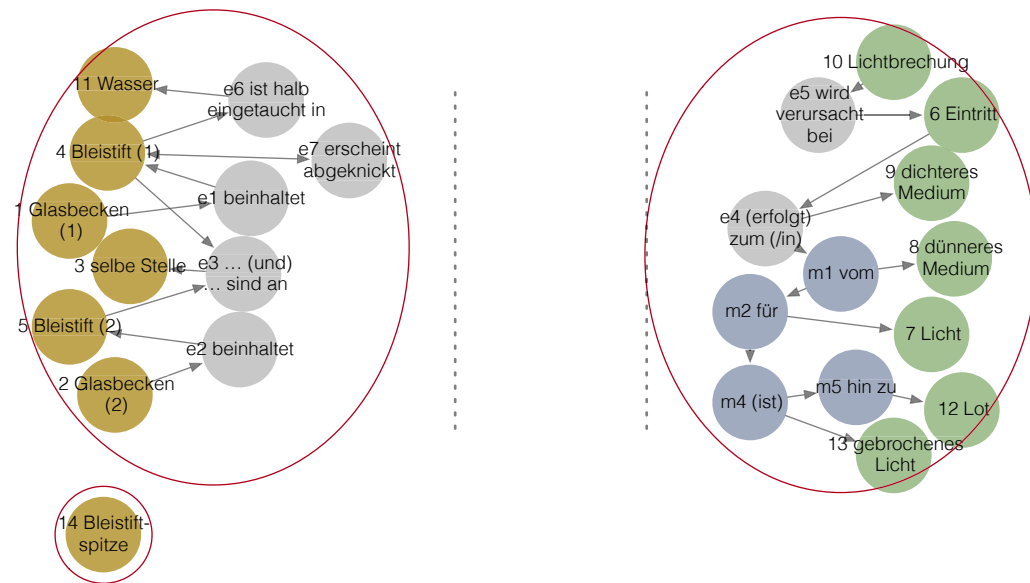 11 Wasser
e6 ist halb
eingetaucht in
4 Bleistift (1)
e7 erscheint
abgeknickt
e1 beinhaltet
1 Glasbecken
(1)
3 selbe Stelle
e3 ... (und)
... sind an
5 Bleistift (2)
e2 beinhaltet
2 Glasbecken
(2)
14 Bleistift-
spitze
10 Lichtbrechung
e5 wird
verursacht
bei
6 Eintritt
9 dichteres
Medium
e4 (erfolgt)
zum (/in)
8 dünneres
Medium
m1 vom
m2 für
7 Licht
m4 (ist)
m5 hin zu
12 Lot
13 gebrochenes
Licht